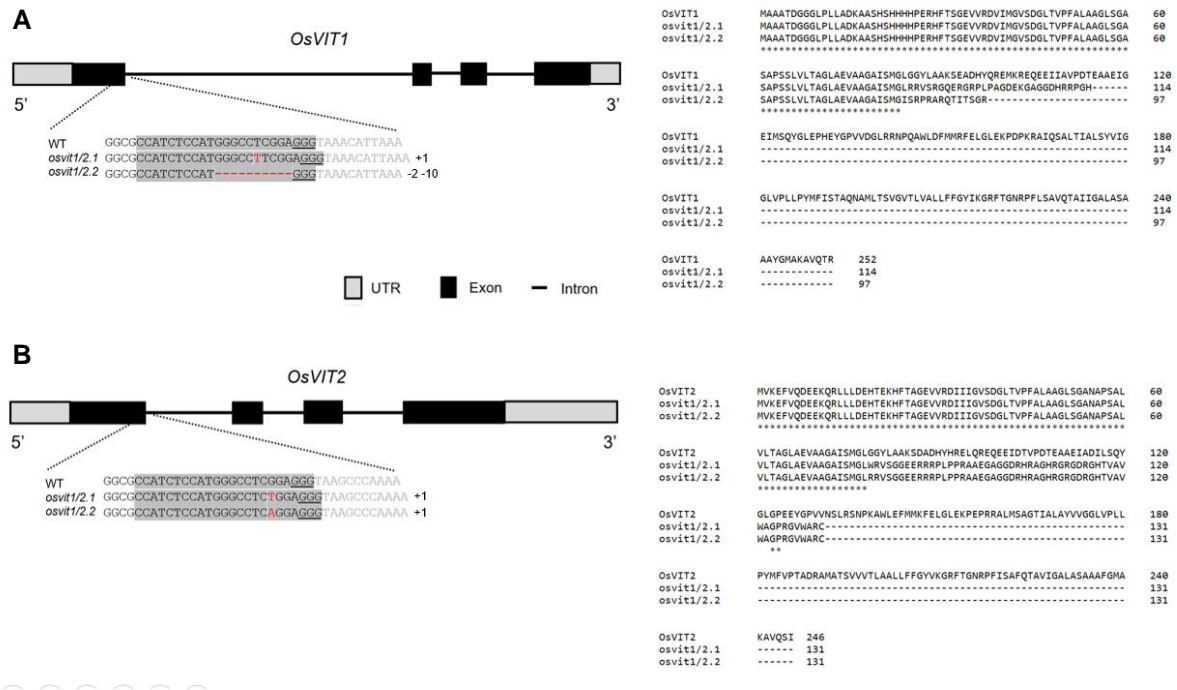 A
OsVIT1
5’
3’
WT GGCGCCATCTCCATGGGCCTCGGAGGGTAAACATTAAA
osvit1/2.1 GGCGCCATCTCCATGGGCCTTCGGAGGGTAAACATTAAA +1
osvit1/2.2 GGCGCCATCTCCAT----------GGGTAAACATTAAA -2 -10
UTR Exon Intron
OsVIT1 MAAATDGGGLPLLADKAASHSHHHHPERHFTSGEVVRDVIMGVSDGLTVPFALAAGLSGA 60
osvit1/2.1 MAAATDGGGLPLLADKAASHSHHHHPERHFTSGEVVRDVIMGVSDGLTVPFALAAGLSGA 60
osvit1/2.2 MAAATDGGGLPLLADKAASHSHHHHPERHFTSGEVVRDVIMGVSDGLTVPFALAAGLSGA 60
************************************************************
OsVIT1 SAPSSLVLTAGLAEVAAGAISMGLGGYLAAKSEADHYQREMKREQEEIIAVPDTEAAEIG 120
osvit1/2.1 SAPSSLVLTAGLAEVAAGAISMGLRRVSRGQERGRPLPAGDEKGAGGDHRRPGH------ 114
osvit1/2.2 SAPSSLVLTAGLAEVAAGAISMGISRPRARQTITSGR----------------------- 97
***********************
OsVIT1 EIMSQYGLEPHEYGPVVDGLRRNPQAWLDFMMRFELGLEKPDPKRAIQSALTIALSYVIG 180
osvit1/2.1 ------------------------------------------------------------ 114
osvit1/2.2 ------------------------------------------------------------ 97
OsVIT1 GLVPLLPYMFISTAQNAMLTSVGVTLVALLFFGYIKGRFTGNRPFLSAVQTAIIGALASA 240
osvit1/2.1 ------------------------------------------------------------ 114
osvit1/2.2 ------------------------------------------------------------ 97
OsVIT1 AAYGMAKAVQTR 252
osvit1/2.1 ------------ 114
osvit1/2.2 ------------ 97
B
OsVIT2
5’
3’
WT GGCGCCATCTCCATGGGCCTCGGAGGGTAAGCCCAAAA
osvit1/2.1 GGCGCCATCTCCATGGGCCTCTGGAGGGTAAGCCCAAAA +1
osvit1/2.2 GGCGCCATCTCCATGGGCCTCAGGAGGGTAAGCCCAAAA +1
OsVIT2 MVKEFVQDEEKQRLLLDEHTEKHFTAGEVVRDIIIGVSDGLTVPFALAAGLSGANAPSAL 60
osvit1/2.1 MVKEFVQDEEKQRLLLDEHTEKHFTAGEVVRDIIIGVSDGLTVPFALAAGLSGANAPSAL 60
osvit1/2.2 MVKEFVQDEEKQRLLLDEHTEKHFTAGEVVRDIIIGVSDGLTVPFALAAGLSGANAPSAL 60
************************************************************
OsVIT2 VLTAGLAEVAAGAISMGLGGYLAAKSDADHYHRELQREQEEIDTVPDTEAAEIADILSQY 120
osvit1/2.1 VLTAGLAEVAAGAISMGLWRVSGGEERRRPLPPRAAEGAGGDRHRAGHRGRDRGHTVAV 120
osvit1/2.2 VLTAGLAEVAAGAISMGLRRVSGGEERRRPLPPRAAEGAGGDRHRAGHRGRGRDRGHTVAV 120
******************
OsVIT2 GLGPEEYGPVVNSLRSNPKAWLEFMMKFELGLEKPEPRRALMSAGTIALAYVVGGLVPLL 180
osvit1/2.1 WAGPRGVWARC------------------------------------------------- 131
osvit1/2.2 WAGPRGVWARC------------------------------------------------- 131
**
OsVIT2 PYMFVPTADRAMATSVVVTLAALLFFGYVKGRFTGNRPFISAFQTAVIGALASAAAFGMA 240
osvit1/2.1 ------------------------------------------------------------ 131
osvit1/2.2 ------------------------------------------------------------ 131
OsVIT2 KAVQSI 246
osvit1/2.1 ------ 131
osvit1/2.2 ------ 131